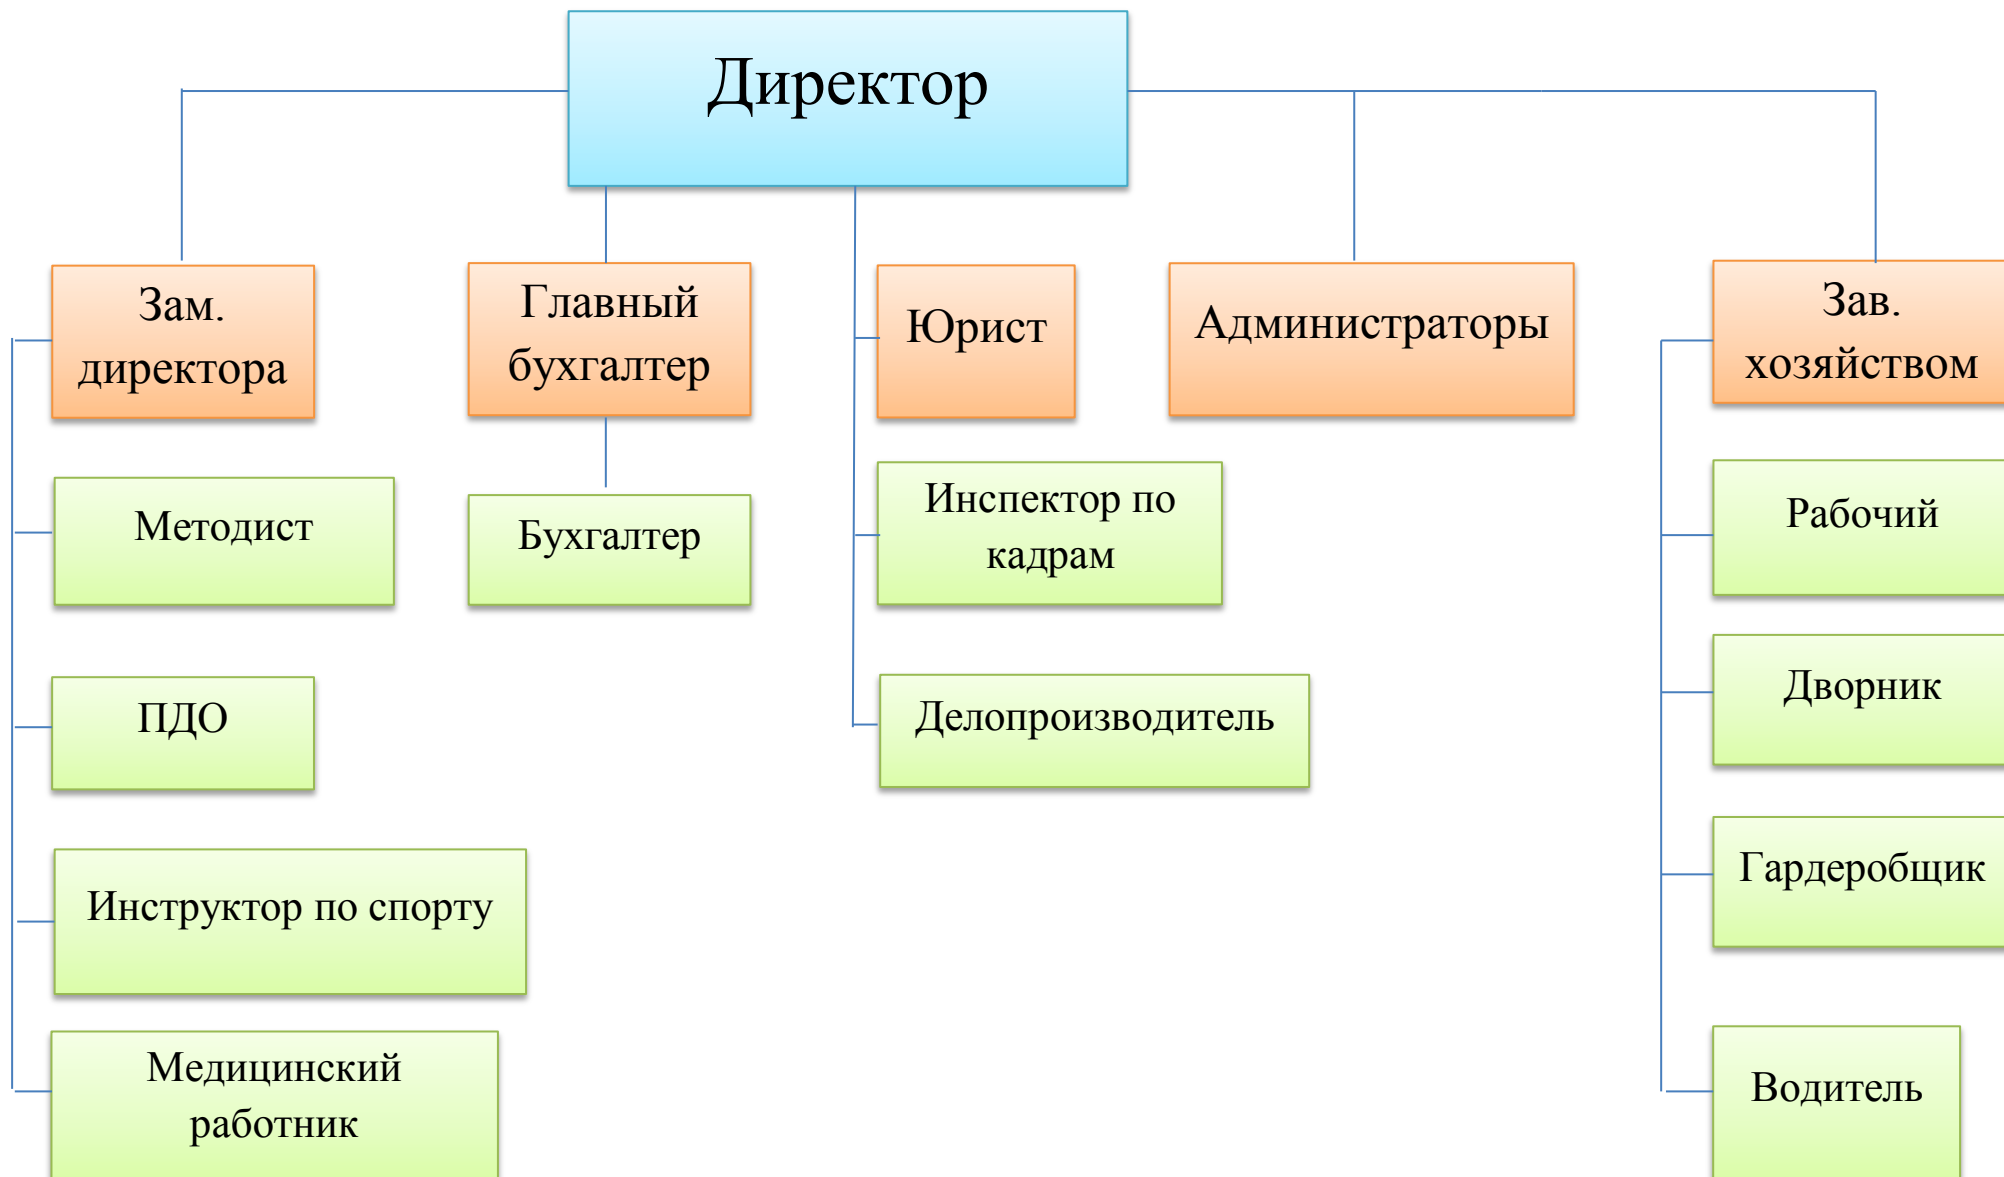 Директор
Зам.
директора
Главный
бухгалтер
Юрист
Администраторы
Зав.
хозяйством
Методист
Бухгалтер
Инспектор по
кадрам
Рабочий
ПДО
Делопроизводитель
Дворник
Инструктор по спорту
Гардеробщик
Медицинский
работник
Водитель